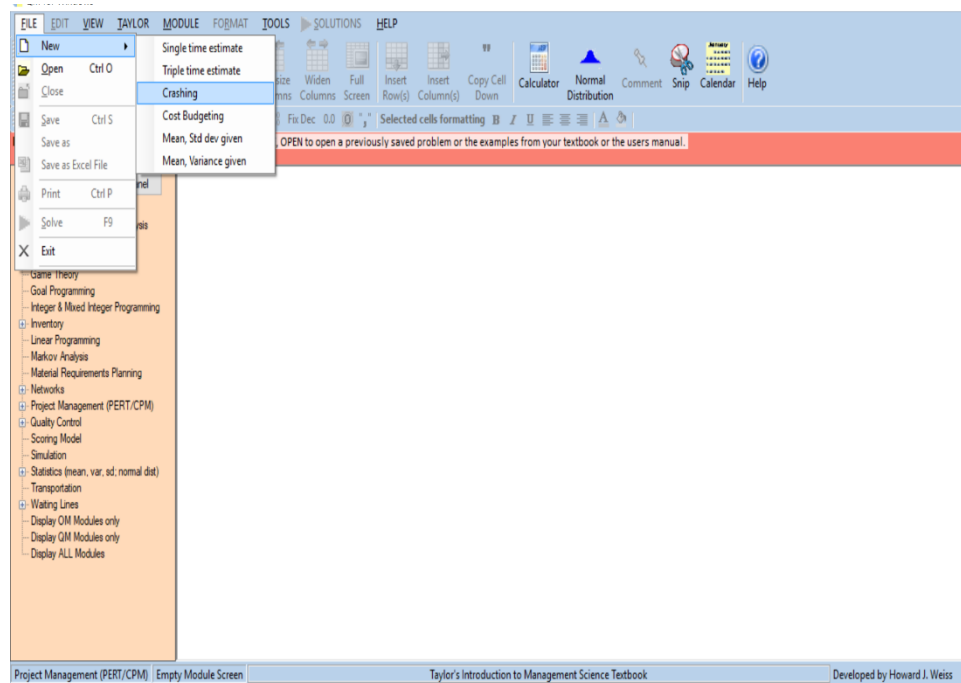 FILE EDIT VIEW TAYLOR MODULE FORMAT TOOLS SOLUTIONS HELP
New
Open Ctrl O
Close
Save Ctrl S
Save as
Save as Excel File
Print Ctrl P
Solve F9
Exit
Single time estimate
Triple time estimate
Crashing
Cost Budgeting
Mean, Std dev given
Mean, Variance given
Widen Columns
Full Screen
Insert Row(s)
Insert Column(s)
Copy Cell Down
Calculator
Normal Distribution
Comment
Snip
Calendar
Help
Fix Dec 0.0 0 "," Selected cells formatting B I U A
, OPEN to open a previously saved problem or the examples from your textbook or the users manual.
Game Theory
Goal Programming
Integer & Mixed Integer Programming
Inventory
Linear Programming
Markov Analysis
Material Requirements Planning
Networks
Project Management (PERT/CPM)
Quality Control
Scoring Model
Simulation
Statistics (mean, var, sd; normal dist)
Transportation
Waiting Lines
Display OM Modules only
Display QM Modules only
Display ALL Modules
Project Management (PERT/CPM) Empty Module Screen Taylor's Introduction to Management Science Textbook Developed by Howard J. Weiss